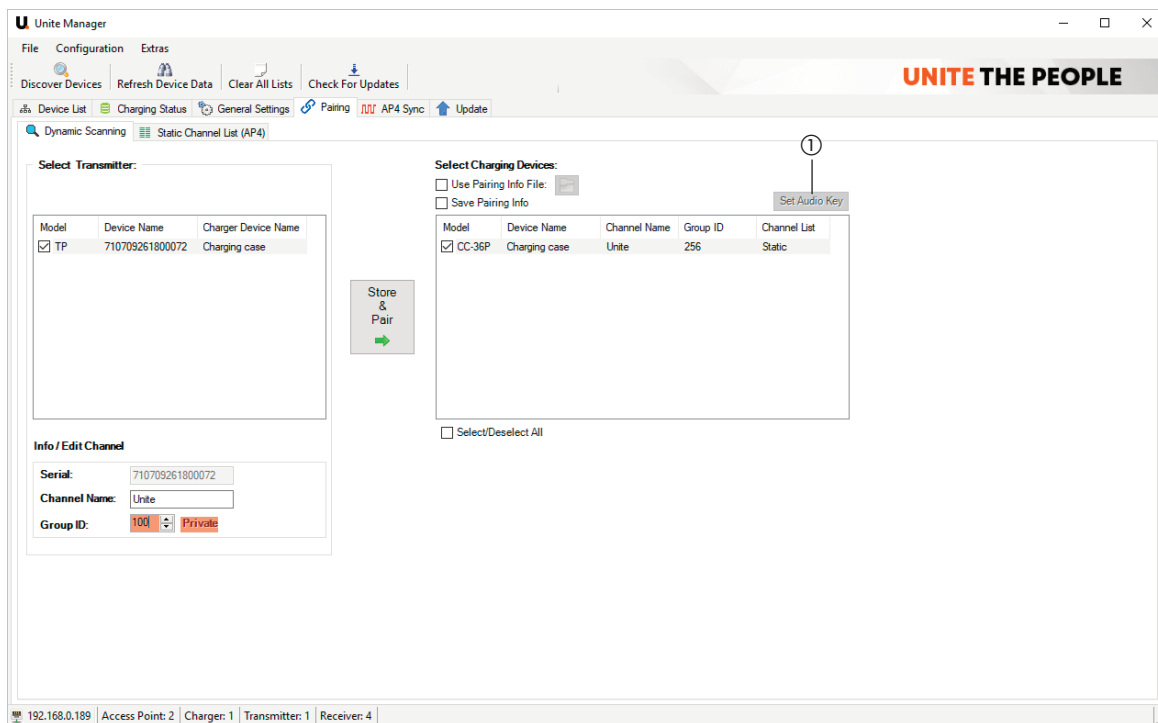 Unite Manager
File Configuration Extras
Discover Devices Refresh Device Data Clear All Lists Check For Updates
UNITE THE PEOPLE
Device List Charging Status General Settings Pairing AP4 Sync Update
Dynamic Scanning Static Channel List (AP4)
①
Select Transmitter:
Select Charging Devices:
Use Pairing Info File:
Save Pairing Info
Set Audio Key
Model Device Name Charger Device Name
TP 710709261800072 Charging case
Model Device Name Channel Name Group ID Channel List
CC-36P Charging case Unite 256 Static
Store
&
Pair
Select/Deselect All
Info / Edit Channel
Serial: 710709261800072
Channel Name: Unite
Group ID: 100 Private
192.168.0.189 Access Point: 2 Charger: 1 Transmitter: 1 Receiver: 4